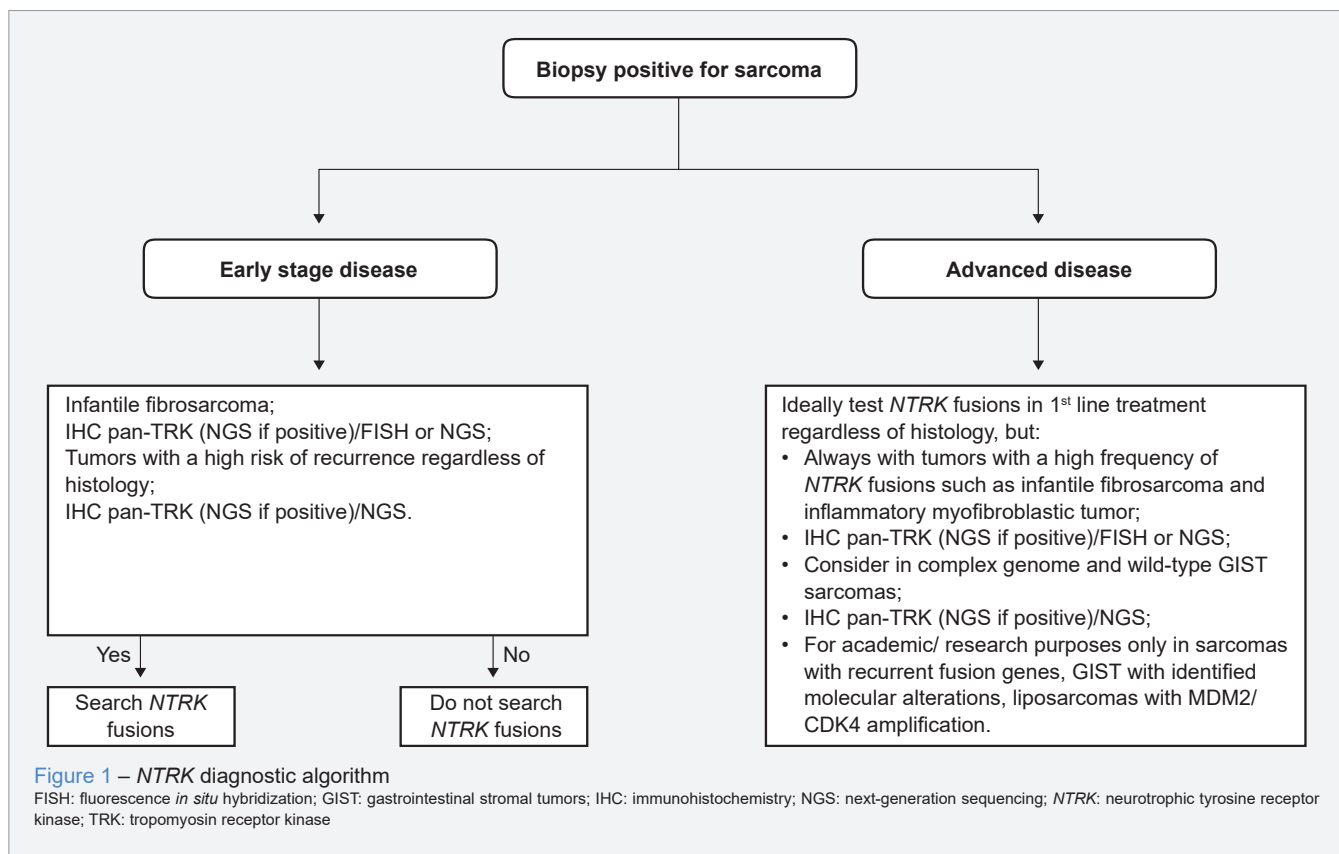 Biopsy positive for sarcoma
Early stage disease
Advanced disease
Infantile fibrosarcoma;
IHC pan-TRK (NGS if positive)/FISH or NGS;
Tumors with a high risk of recurrence regardless of
histology;
IHC pan-TRK (NGS if positive)/NGS.
Ideally test NTRK fusions in 1st line treatment
regardless of histology, but:
• Always with tumors with a high frequency of
NTRK fusions such as infantile fibrosarcoma and
inflammatory myofibroblastic tumor;
• IHC pan-TRK (NGS if positive)/FISH or NGS;
• Consider in complex genome and wild-type GIST
sarcomas;
• IHC pan-TRK (NGS if positive)/NGS;
• For academic/ research purposes only in sarcomas
with recurrent fusion genes, GIST with identified
molecular alterations, liposarcomas with MDM2/
CDK4 amplification.
Yes
No
Search NTRK
fusions
Do not search
NTRK fusions
Figure 1 – NTRK diagnostic algorithm
FISH: fluorescence in situ hybridization; GIST: gastrointestinal stromal tumors; IHC: immunohistochemistry; NGS: next-generation sequencing; NTRK: neurotrophic tyrosine receptor
kinase; TRK: tropomyosin receptor kinase